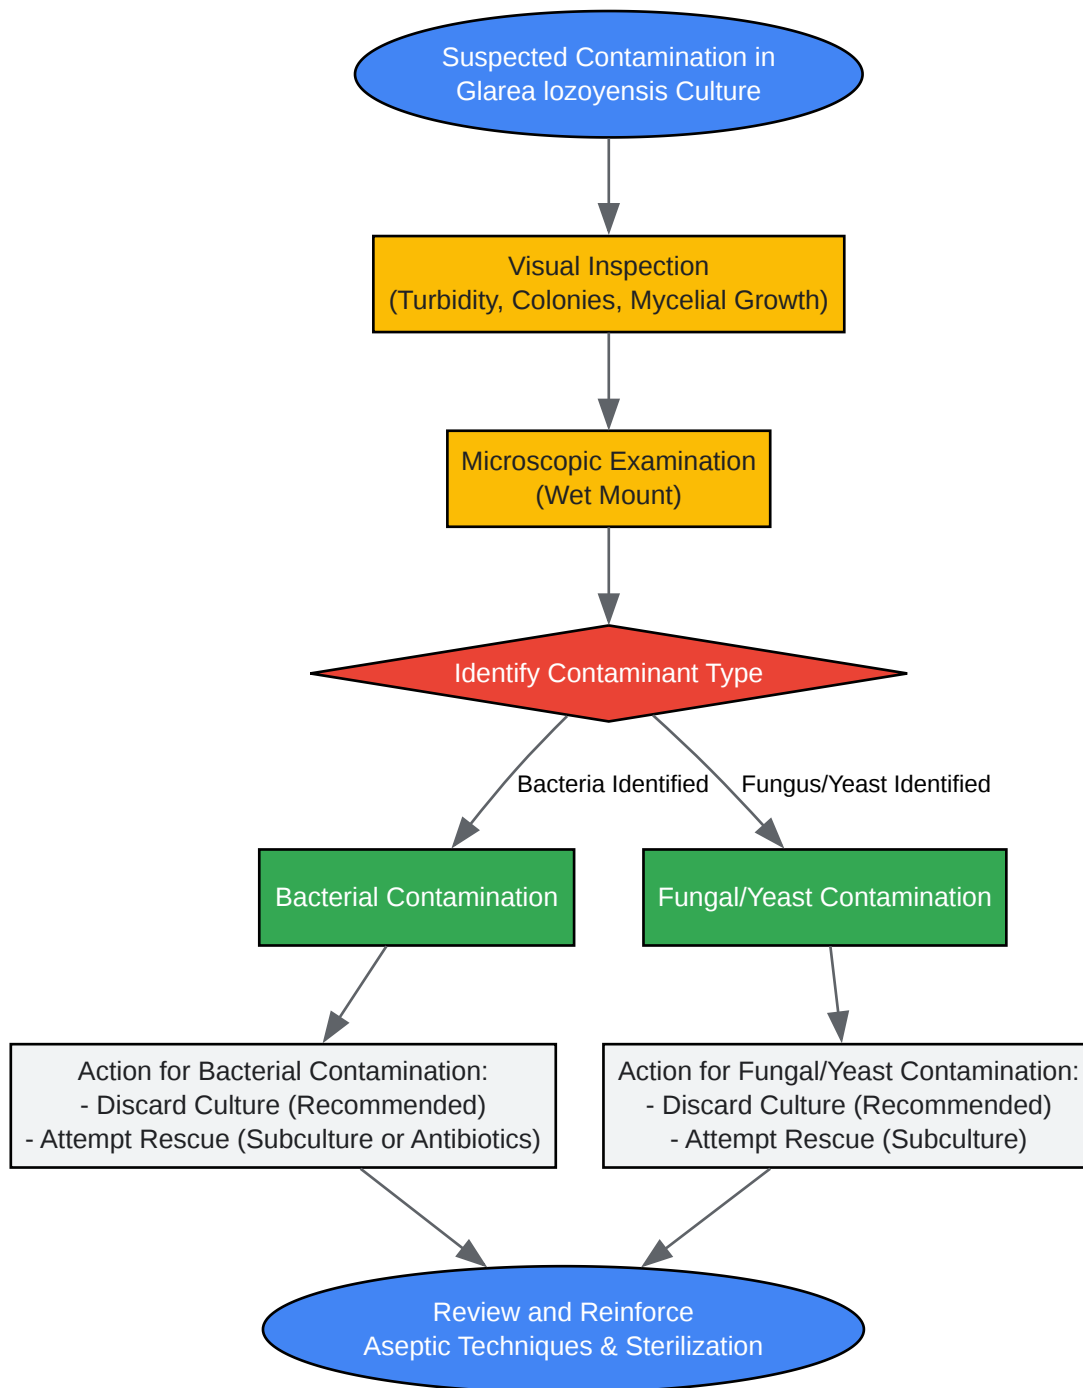 Suspected Contamination in
Glarea lozoyensis Culture
Visual Inspection
(Turbidity, Colonies, Mycelial Growth)
Microscopic Examination
(Wet Mount)
Identify Contaminant Type
Bacteria Identified
Fungus/Yeast Identified
Bacterial Contamination
Fungal/Yeast Contamination
Action for Bacterial Contamination:
- Discard Culture (Recommended)
- Attempt Rescue (Subculture or Antibiotics)
Action for Fungal/Yeast Contamination:
- Discard Culture (Recommended)
- Attempt Rescue (Subculture)
Review and Reinforce
Aseptic Techniques & Sterilization